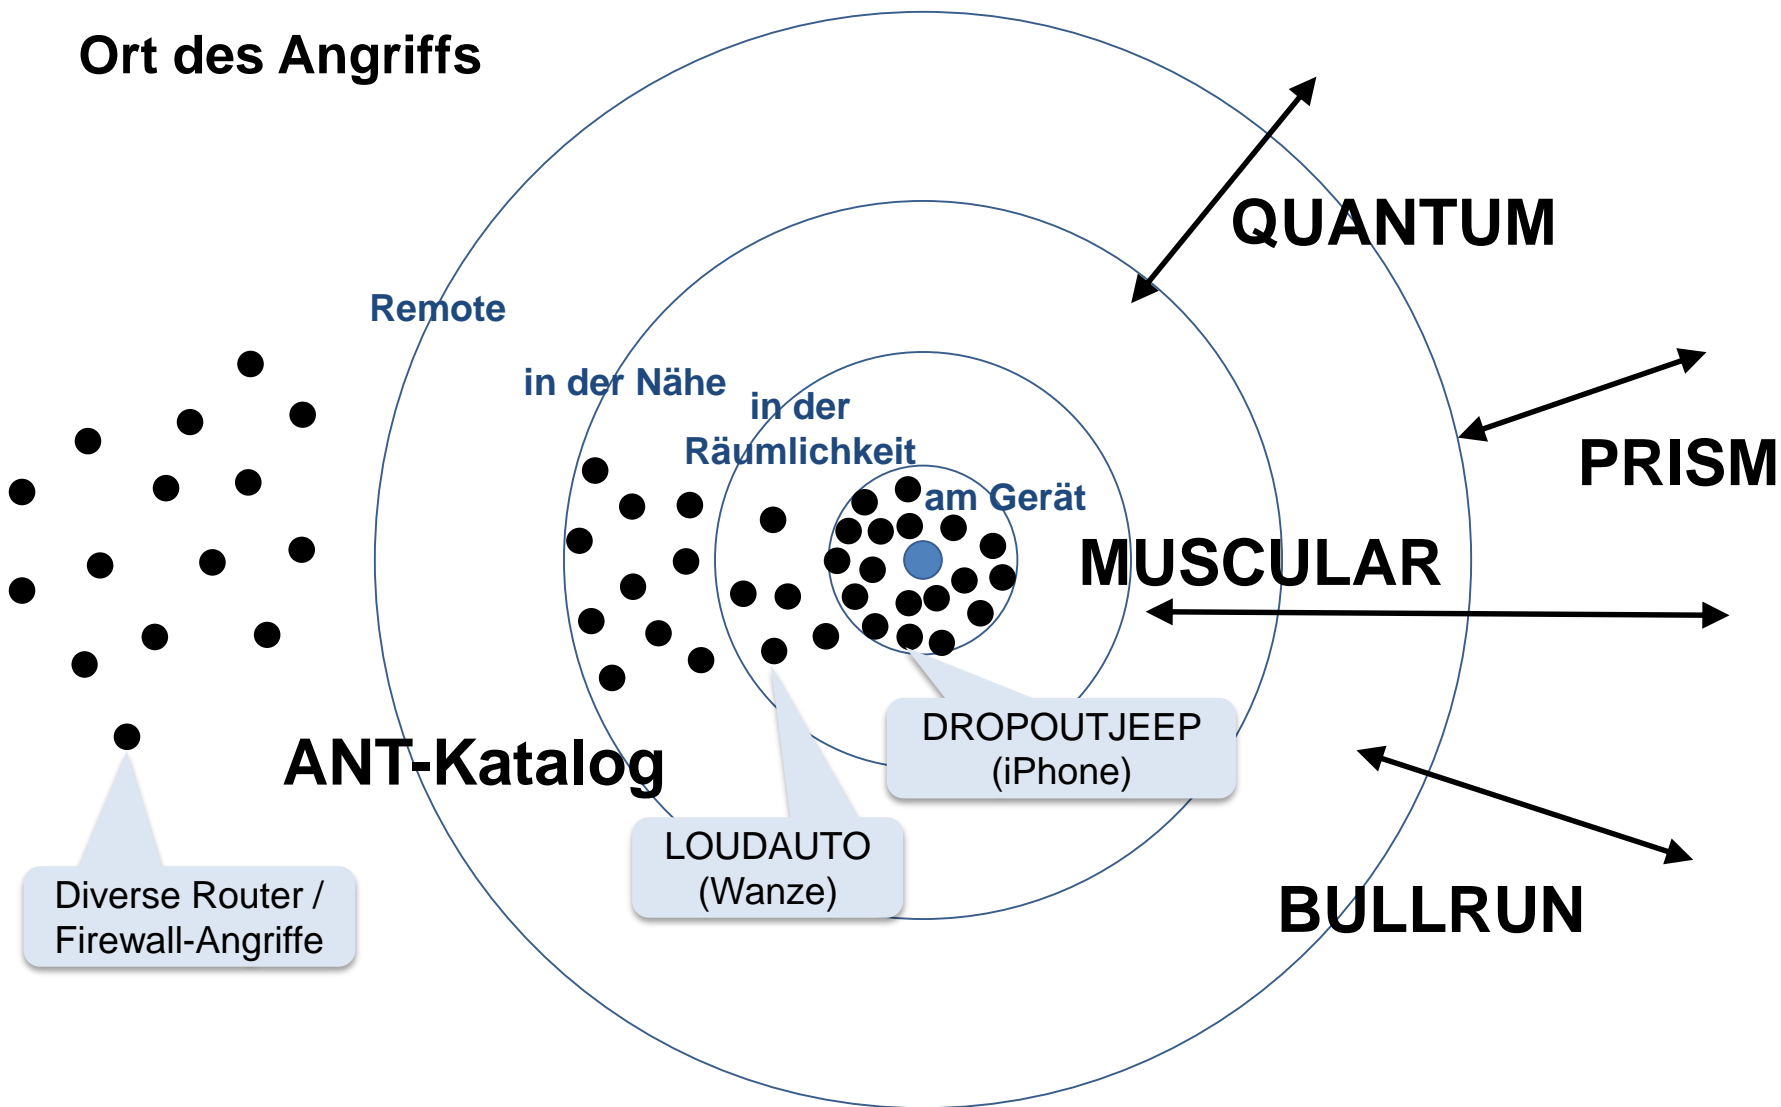 Ort des Angriffs
QUANTUM
Remote
in der Nähe
in der
Räumlichkeit
PRISM
am Gerät
MUSCULAR
ANT-Katalog
DROPOUTJEEP
(iPhone)
LOUDAUTO
(Wanze)
Diverse Router /
Firewall-Angriffe
BULLRUN